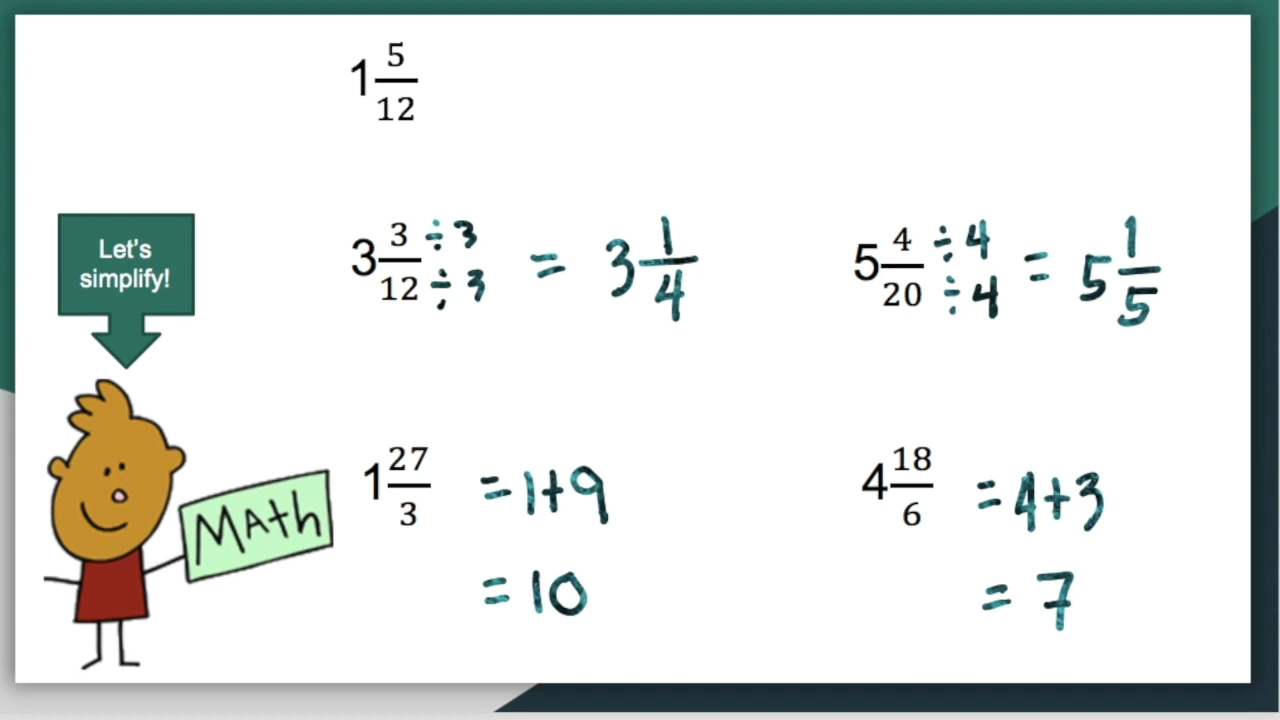 1 5/12
Let's
simplify!
3 3/12 ÷3/÷3 = 3 1/4
5 4/20 ÷4/÷4 = 5 1/5
MAth
1 27/3 = 1+9
= 10
4 18/6 = 4+3
= 7